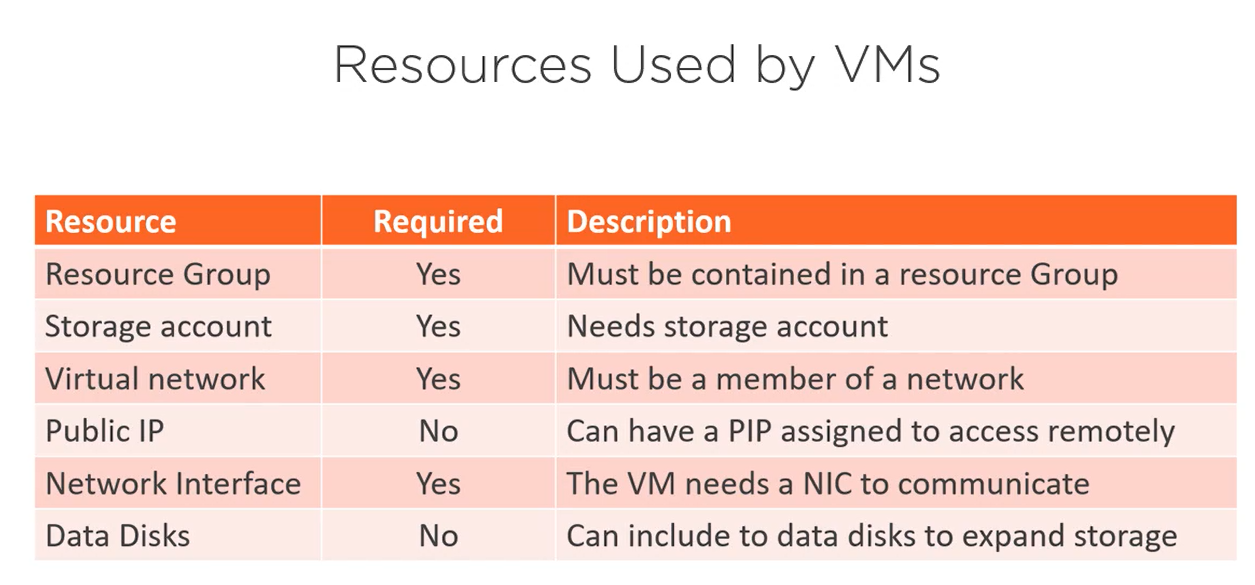 Resources Used by VMs
Resource Required Description
Resource Group Yes Must be contained in a resource Group
Storage account Yes Needs storage account
Virtual network Yes Must be a member of a network
Public IP No Can have a PIP assigned to access remotely
Network Interface Yes The VM needs a NIC to communicate
Data Disks No Can include to data disks to expand storage